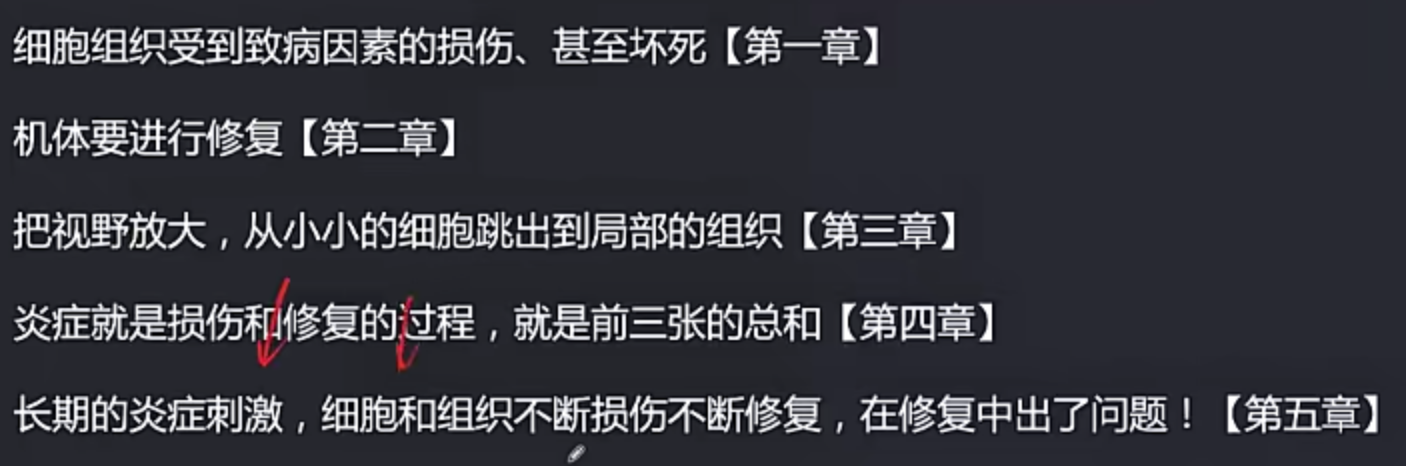 细胞组织受到致病因素的损伤、甚至坏死【第一章】
机体要进行修复【第二章】
把视野放大，从小小的细胞跳出到局部的组织【第三章】
炎症就是损伤和修复的过程，就是前三张的总和【第四章】
长期的炎症刺激，细胞和组织不断损伤不断修复，在修复中出了问题！【第五章】